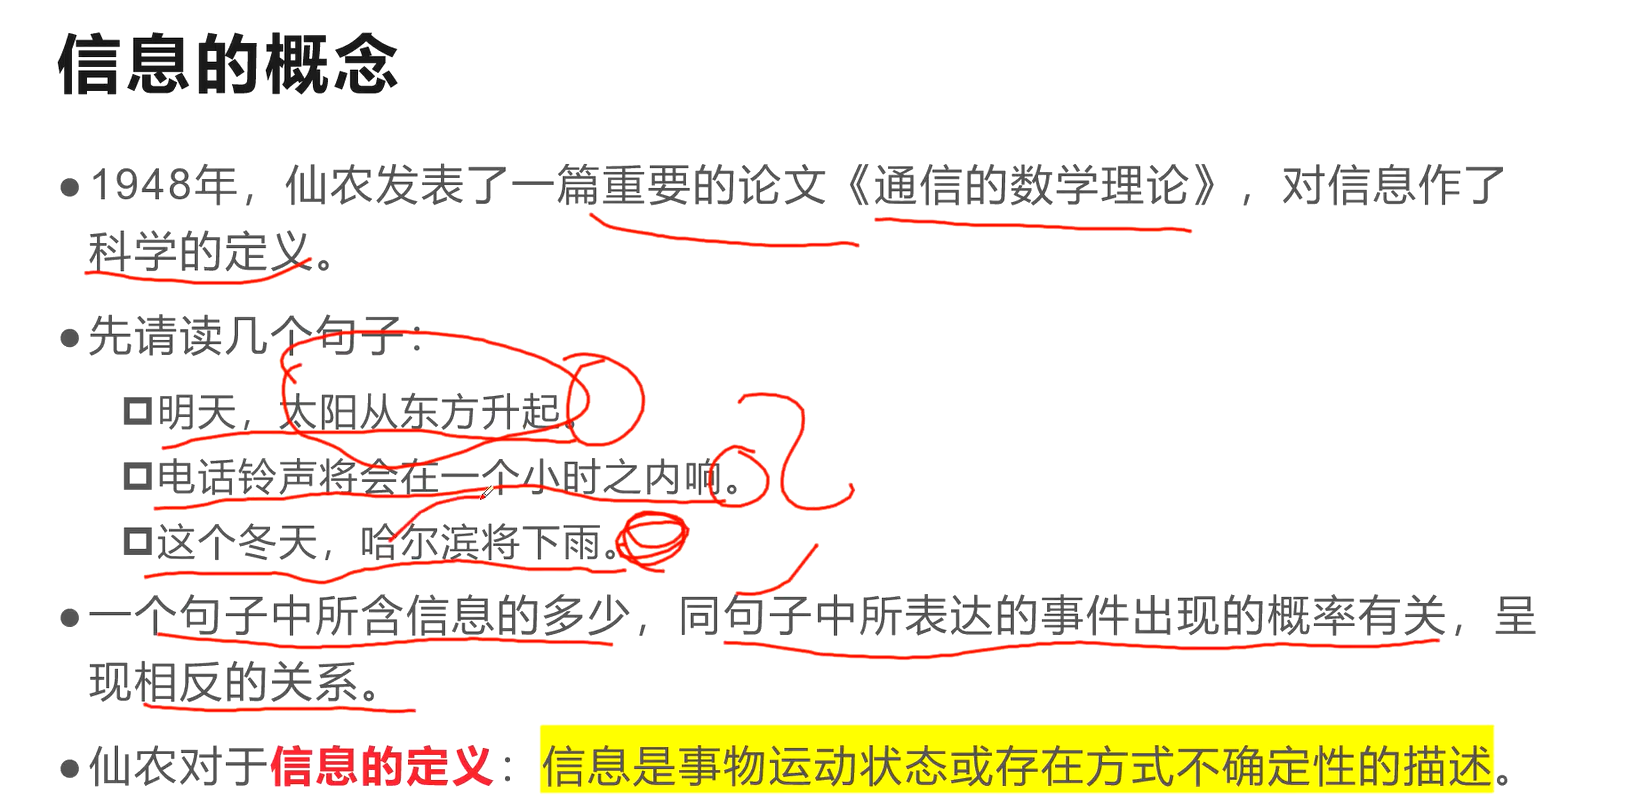 信息的概念
●1948年，仙农发表了一篇重要的论文《通信的数学理论》，对信息作了
科学的定义。
●先请读几个句子：
明天，太阳从东方升起。
电话铃声将会在一个小时之内响。
这个冬天，哈尔滨将下雨。
●一个句子中所含信息的多少，同句子中所表达的事件出现的概率有关，呈
现相反的关系。
●仙农对于信息的定义：信息是事物运动状态或存在方式不确定性的描述。